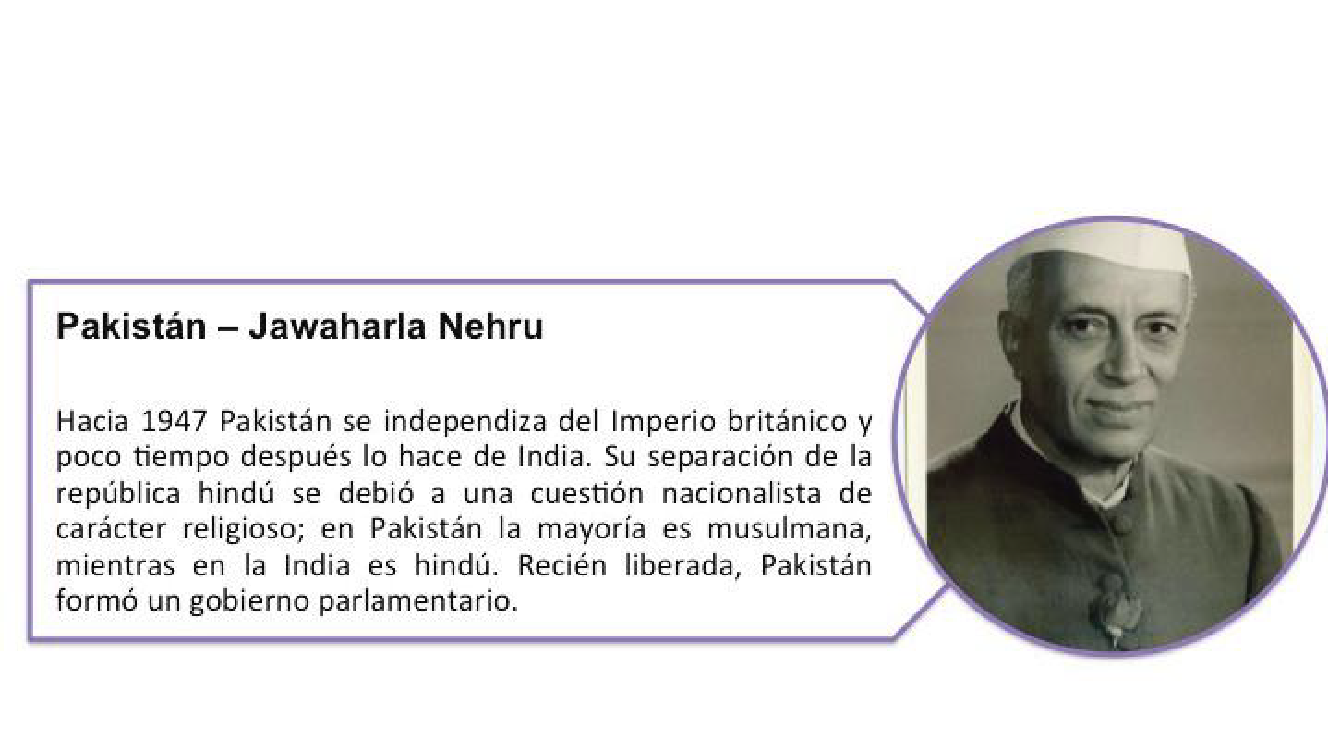 Pakistán – Jawaharla Nehru
Hacia 1947 Pakistán se independiza del Imperio británico y
poco tiempo después lo hace de India. Su separación de la
república hindú se debió a una cuestión nacionalista de
carácter religioso; en Pakistán la mayoría es musulmana,
mientras en la India es hindú. Recién liberada, Pakistán
formó un gobierno parlamentario.